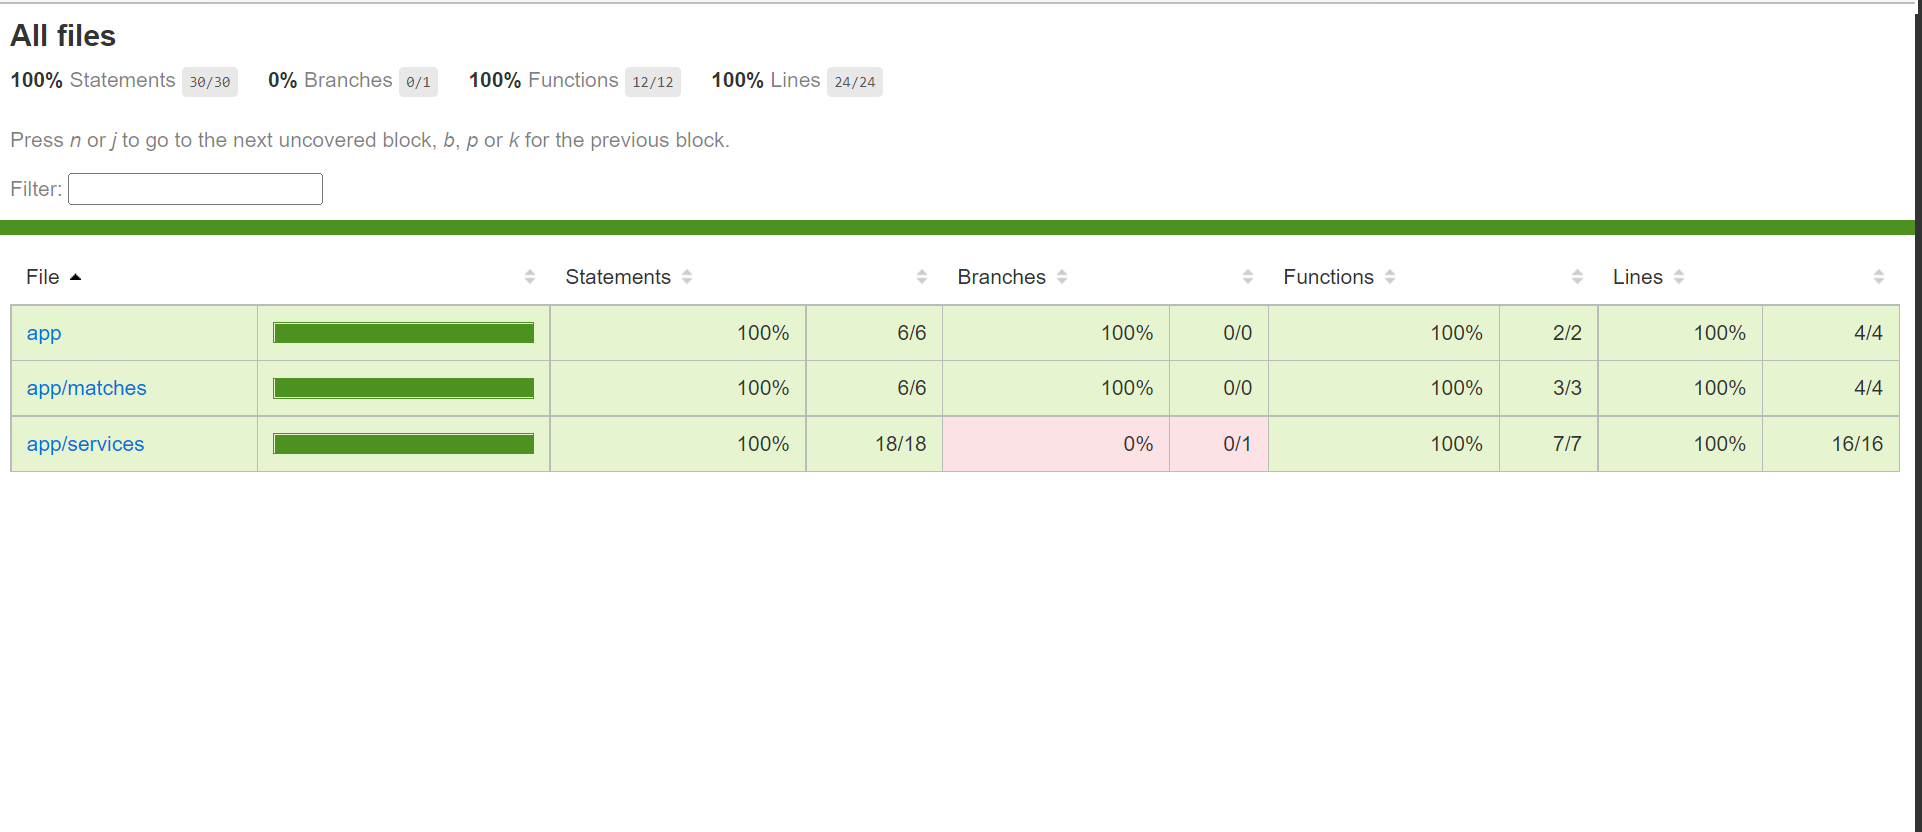 All files
100% Statements 30/30 0% Branches 0/1 100% Functions 12/12 100% Lines 24/24
Press n or j to go to the next uncovered block, b, p or k for the previous block.
Filter:
File Statements Branches Functions Lines
app 100% 6/6 100% 0/0 100% 2/2 100% 4/4
app/matches 100% 6/6 100% 0/0 100% 3/3 100% 4/4
app/services 100% 18/18 0% 0/1 100% 7/7 100% 16/16